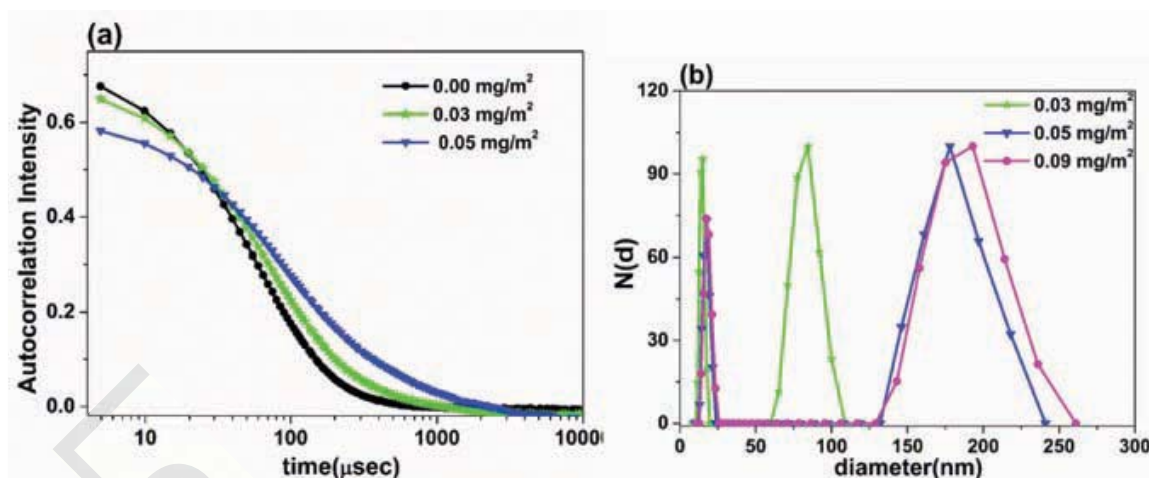 (a)
0.00 mg/m²
0.03 mg/m²
0.05 mg/m²
Autocorrelation Intensity
0.6
0.4
0.2
0.0
10 100 1000 10000
time(μsec)
(b)
0.03 mg/m²
0.05 mg/m²
0.09 mg/m²
N(d)
120
90
60
30
0
0 50 100 150 200 250 300
diameter(nm)